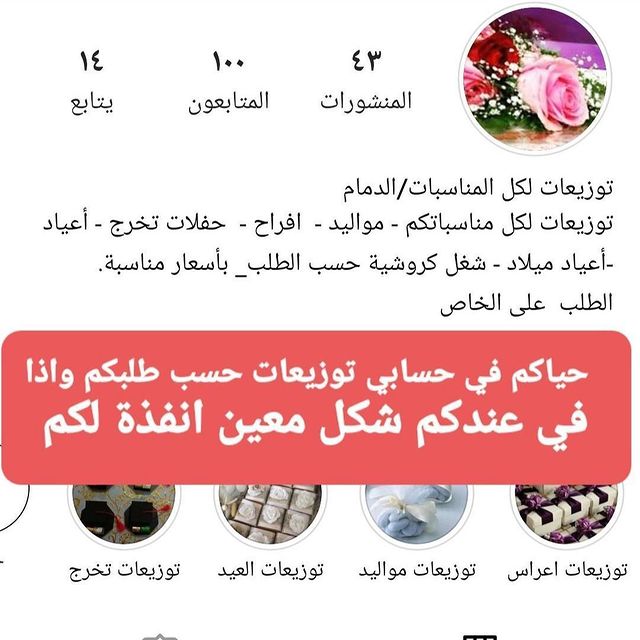 ٤٣ ١٠٠ ١٤
المنشورات المتابعون يتابع
توزيعات لكل المناسبات/الدمام
توزيعات لكل مناسباتكم - مواليد - افراح - حفلات تخرج - أعياد
-أعياد ميلاد - شغل كروشية حسب الطلب_ بأسعار مناسبة.
الطلب على الخاص
حياكم في حسابي توزيعات حسب طلبكم واذا
في عندكم شكل معين انفذة لكم
توزيعات اعراس توزيعات مواليد توزيعات العيد توزيعات تخرج